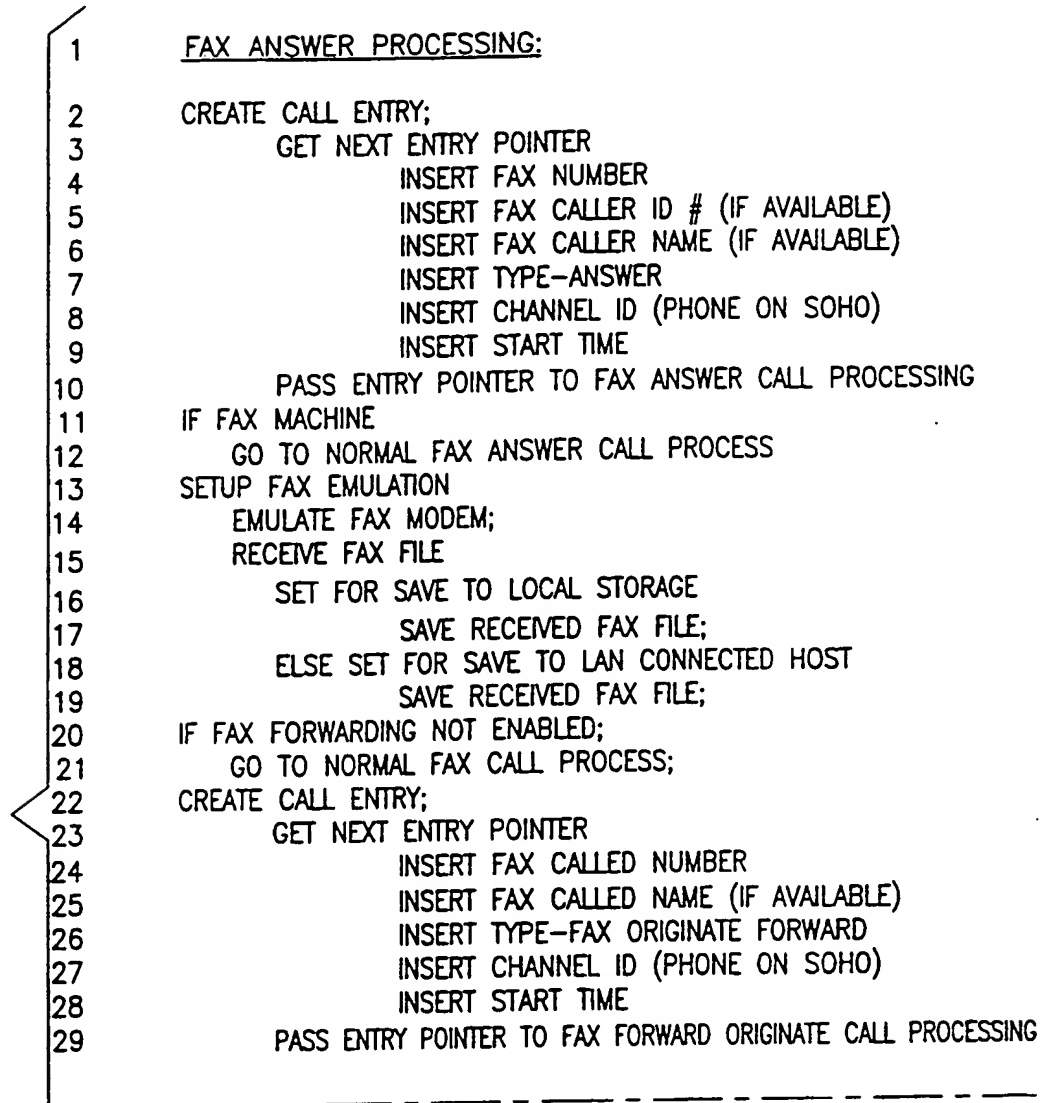 1 FAX ANSWER PROCESSING:
2 CREATE CALL ENTRY;
3 GET NEXT ENTRY POINTER
4 INSERT FAX NUMBER
5 INSERT FAX CALLER ID # (IF AVAILABLE)
6 INSERT FAX CALLER NAME (IF AVAILABLE)
7 INSERT TYPE-ANSWER
8 INSERT CHANNEL ID (PHONE ON SOHO)
9 INSERT START TIME
10 PASS ENTRY POINTER TO FAX ANSWER CALL PROCESSING
11 IF FAX MACHINE
12 GO TO NORMAL FAX ANSWER CALL PROCESS
13 SETUP FAX EMULATION
14 EMULATE FAX MODEM;
15 RECEIVE FAX FILE
16 SET FOR SAVE TO LOCAL STORAGE
17 SAVE RECEIVED FAX FILE;
18 ELSE SET FOR SAVE TO LAN CONNECTED HOST
19 SAVE RECEIVED FAX FILE;
20 IF FAX FORWARDING NOT ENABLED;
21 GO TO NORMAL FAX CALL PROCESS;
22 CREATE CALL ENTRY;
23 GET NEXT ENTRY POINTER
24 INSERT FAX CALLED NUMBER
25 INSERT FAX CALLED NAME (IF AVAILABLE)
26 INSERT TYPE-FAX ORIGINATE FORWARD
27 INSERT CHANNEL ID (PHONE ON SOHO)
28 INSERT START TIME
29 PASS ENTRY POINTER TO FAX FORWARD ORIGINATE CALL PROCESSING